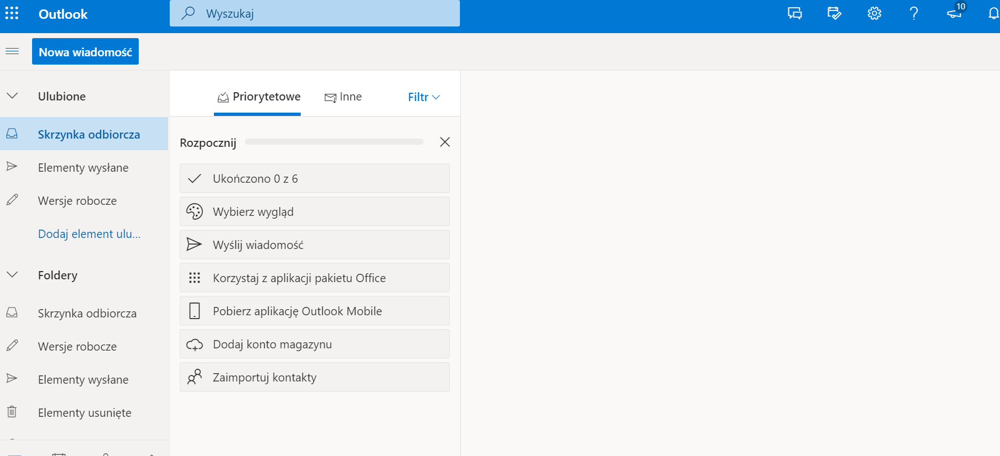 Outlook
Wyszukaj
10
Nowa wiadomość
Ulubione
Skrzynka odbiorcza
Elementy wysłane
Wersje robocze
Dodaj element ulu...
Foldery
Skrzynka odbiorcza
Wersje robocze
Elementy wysłane
Elementy usunięte
Priorytetowe
Inne
Filtr
Rozpocznij
Ukończono 0 z 6
Wybierz wygląd
Wyślij wiadomość
Korzystaj z aplikacji pakietu Office
Pobierz aplikację Outlook Mobile
Dodaj konto magazynu
Zaimportuj kontakty